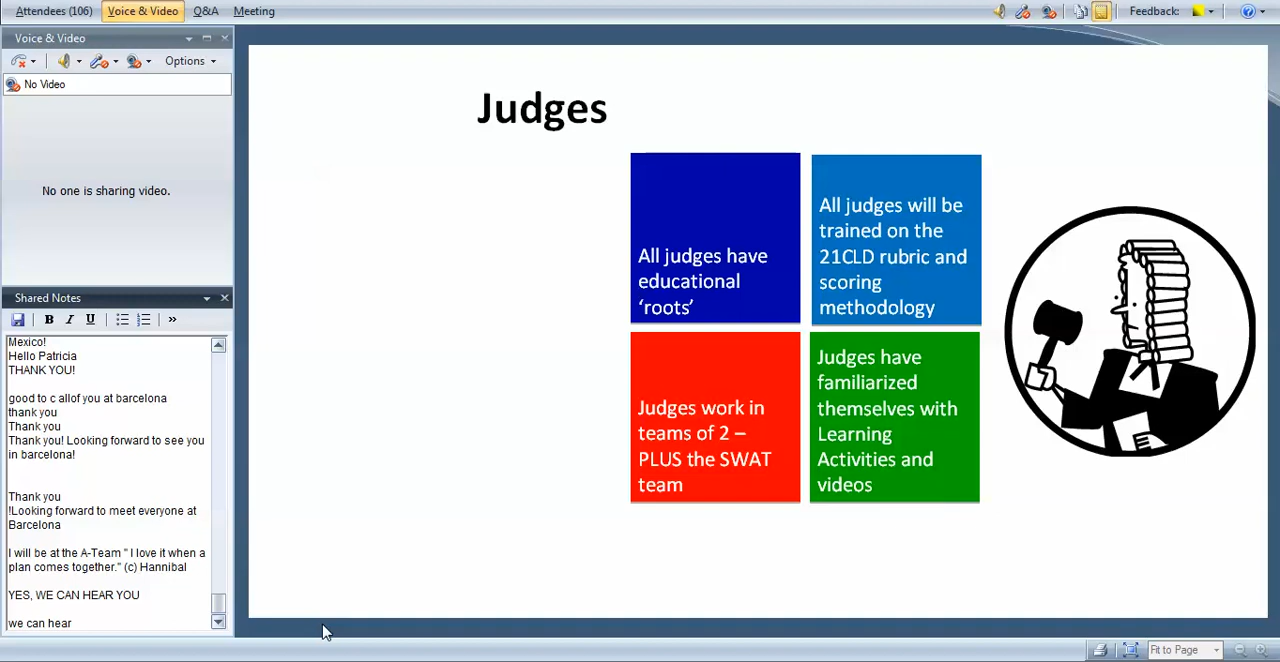 Attendees (106) Voice & Video Q&A Meeting Feedback:
Voice & Video
Options
No Video
No one is sharing video.
Shared Notes
B I U »
Mexico!
Hello Patricia
THANK YOU!
good to c allof you at barcelona
thank you
Thank you
Thank you! Looking forward to see you
in barcelona!
Thank you
!Looking forward to meet everyone at
Barcelona
I will be at the A-Team " I love it when a
plan comes together." (c) Hannibal
YES, WE CAN HEAR YOU
we can hear
Judges
All judges have
educational
‘roots’
All judges will be
trained on the
21CLD rubric and
scoring
methodology
Judges work in
teams of 2 –
PLUS the SWAT
team
Judges have
familiarized
themselves with
Learning
Activities and
videos
Fit to Page